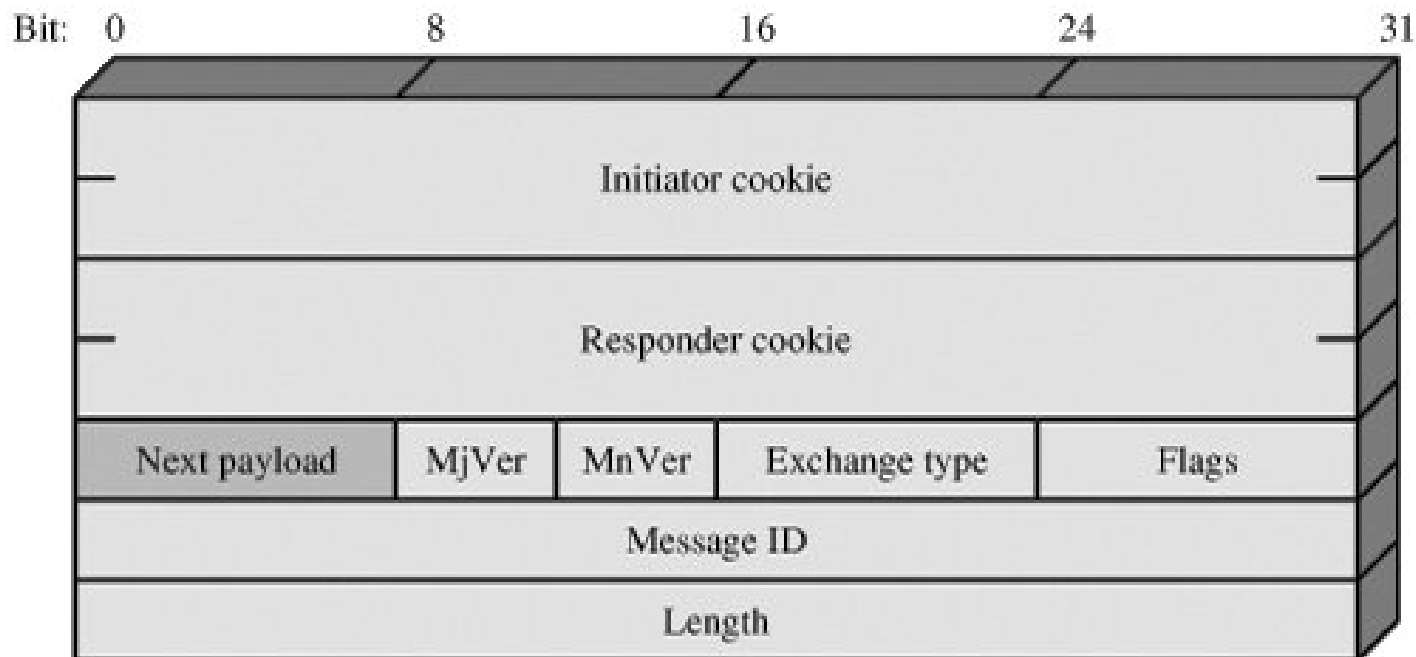 Bit: 0 8 16 24 31
Initiator cookie
Responder cookie
Next payload MjVer MnVer Exchange type Flags
Message ID
Length